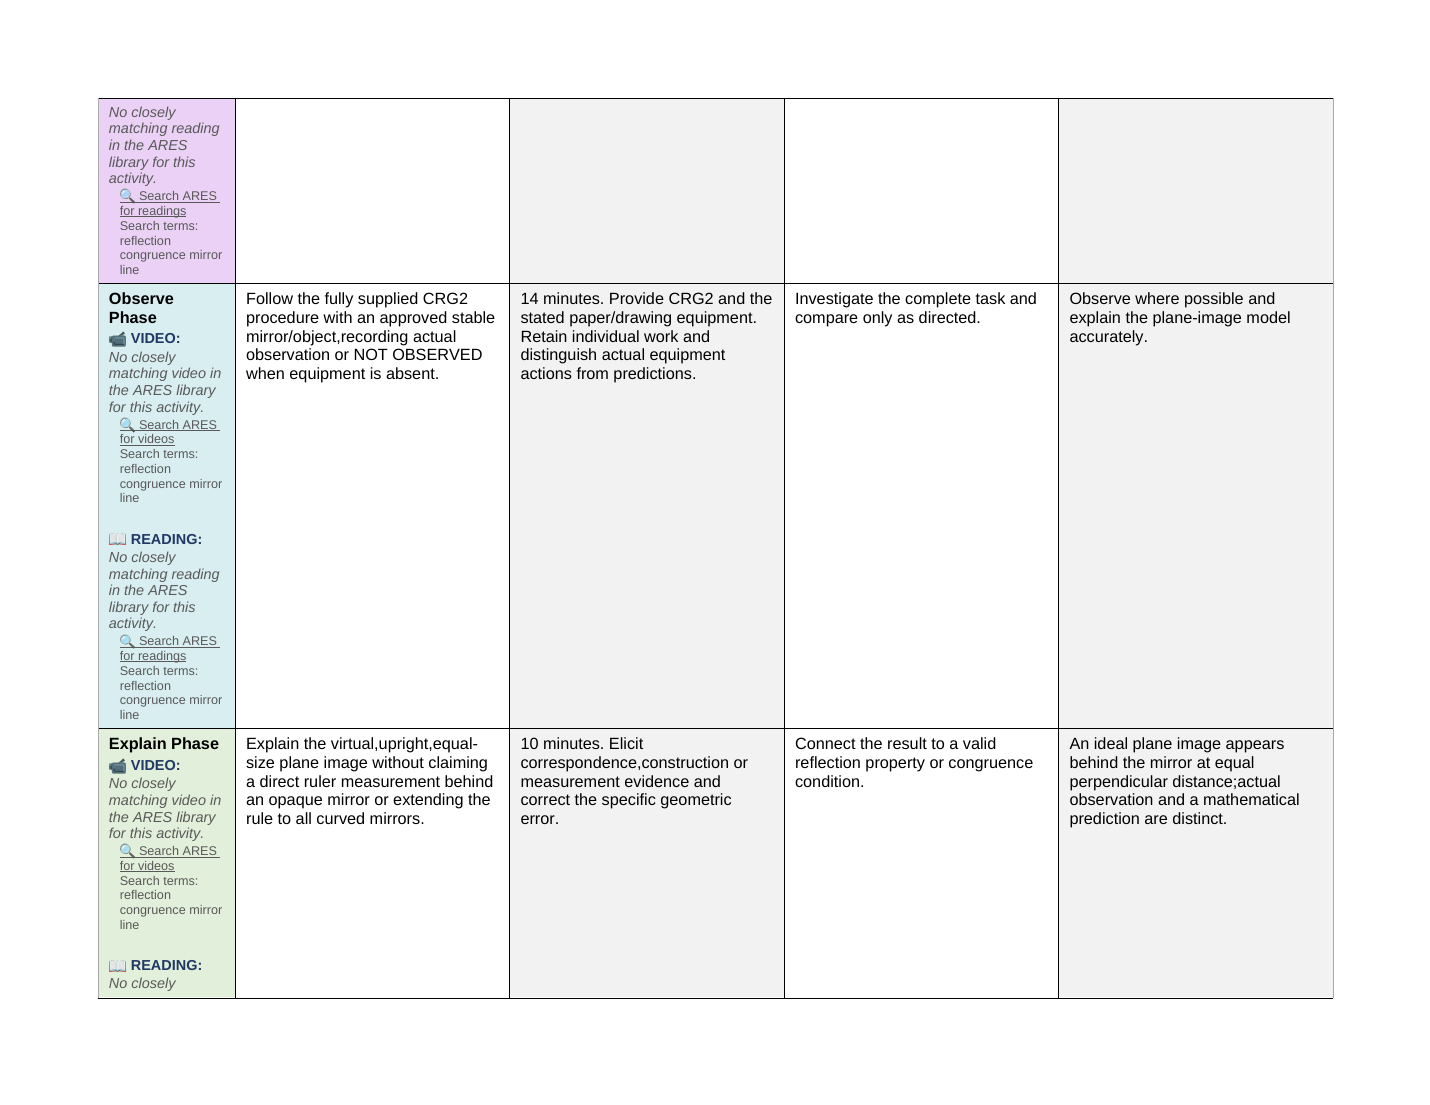 No closely
matching reading
in the ARES
library for this
activity.
🔍 Search ARES
for readings
Search terms:
reflection
congruence mirror
line
Observe
Phase
📹 VIDEO:
No closely
matching video in
the ARES library
for this activity.
🔍 Search ARES
for videos
Search terms:
reflection
congruence mirror
line
📖 READING:
No closely
matching reading
in the ARES
library for this
activity.
🔍 Search ARES
for readings
Search terms:
reflection
congruence mirror
line
Follow the fully supplied CRG2
procedure with an approved stable
mirror/object,recording actual
observation or NOT OBSERVED
when equipment is absent.
14 minutes. Provide CRG2 and the
stated paper/drawing equipment.
Retain individual work and
distinguish actual equipment
actions from predictions.
Investigate the complete task and
compare only as directed.
Observe where possible and
explain the plane-image model
accurately.
Explain Phase
📹 VIDEO:
No closely
matching video in
the ARES library
for this activity.
🔍 Search ARES
for videos
Search terms:
reflection
congruence mirror
line
📖 READING:
No closely
Explain the virtual,upright,equal-
size plane image without claiming
a direct ruler measurement behind
an opaque mirror or extending the
rule to all curved mirrors.
10 minutes. Elicit
correspondence,construction or
measurement evidence and
correct the specific geometric
error.
Connect the result to a valid
reflection property or congruence
condition.
An ideal plane image appears
behind the mirror at equal
perpendicular distance;actual
observation and a mathematical
prediction are distinct.